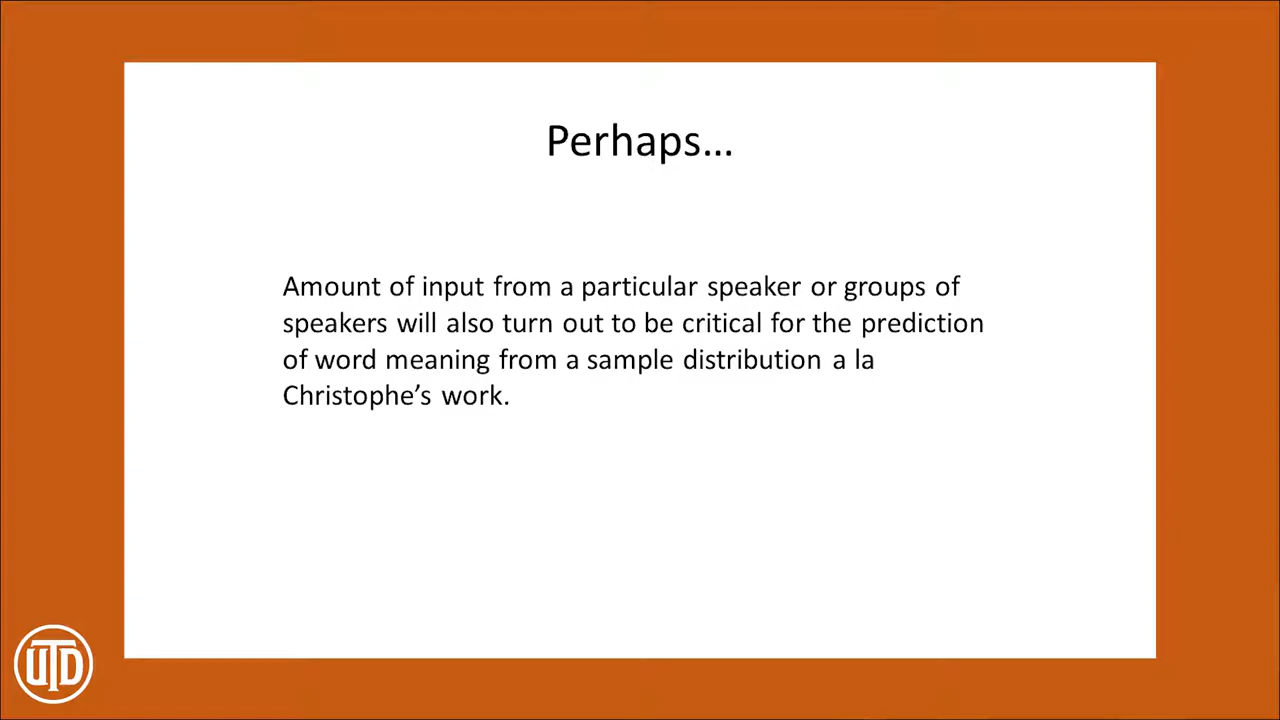 Perhaps…
Amount of input from a particular speaker or groups of
speakers will also turn out to be critical for the prediction
of word meaning from a sample distribution a la
Christophe’s work.
UTD